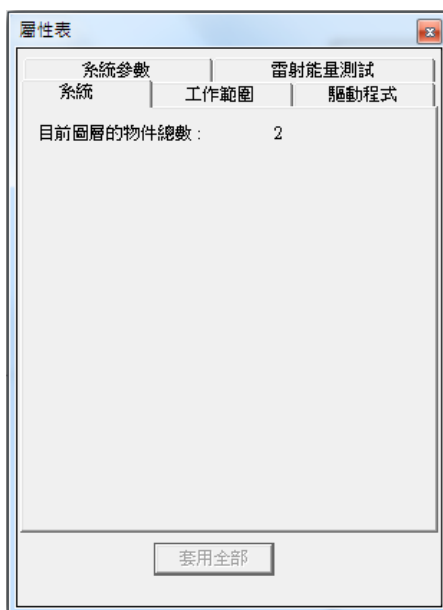 屬性表
系統參數 雷射能量測試
系統 工作範圍 驅動程式
目前圖層的物件總數 : 2
套用全部